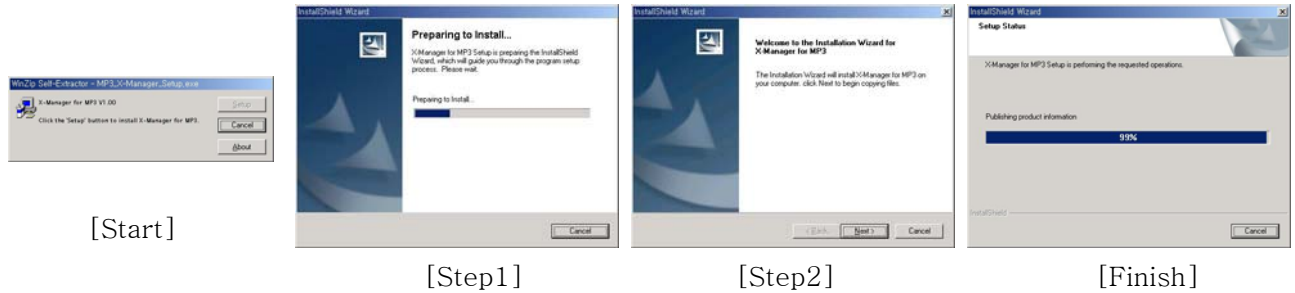 WinZip Self-Extractor - MP3_X-Manager_Setup.exe
X-Manager for MP3 V1.00
Click the 'Setup' button to install X-Manager for MP3.
Setup
Cancel
About
[Start]
InstallShield Wizard
Preparing to Install...
X-Manager for MP3 Setup is preparing the InstallShield
Wizard, which will guide you through the program setup
process. Please wait.
Preparing to Install...
Cancel
[Step1]
InstallShield Wizard
Welcome to the Installation Wizard for
X-Manager for MP3
The Installation Wizard will install X-Manager for MP3 on
your computer. click Next to begin copying files.
< Back
Next >
Cancel
[Step2]
InstallShield Wizard
Setup Status
X-Manager for MP3 Setup is performing the requested operations.
Publishing product information
99%
InstallShield
Cancel
[Finish]